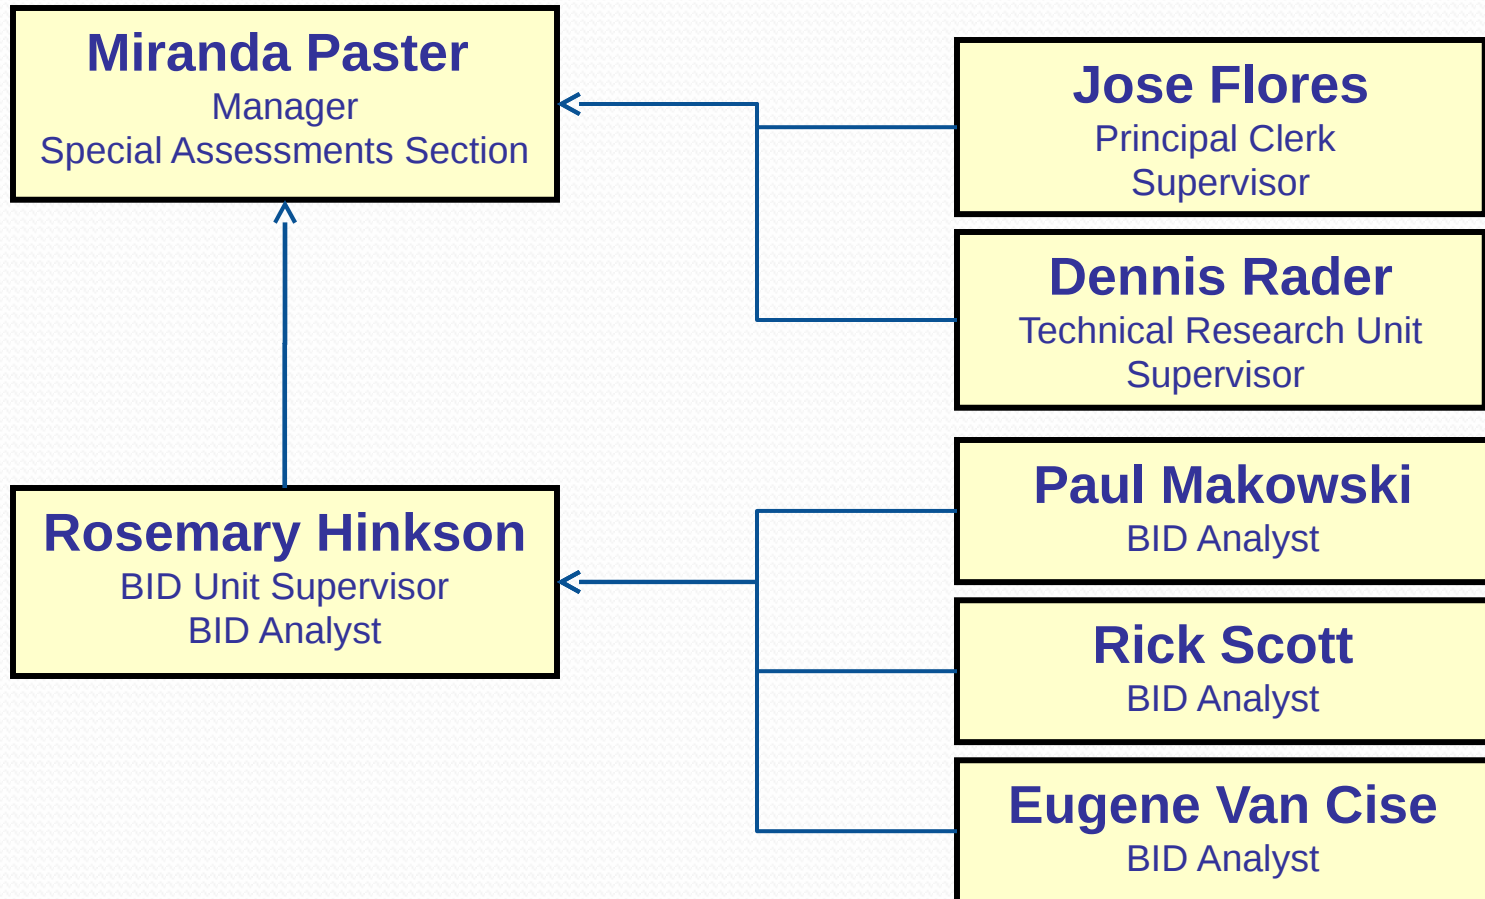 Miranda Paster
Manager
Special Assessments Section
Jose Flores
Principal Clerk
Supervisor
Dennis Rader
Technical Research Unit
Supervisor
Rosemary Hinkson
BID Unit Supervisor
BID Analyst
Paul Makowski
BID Analyst
Rick Scott
BID Analyst
Eugene Van Cise
BID Analyst